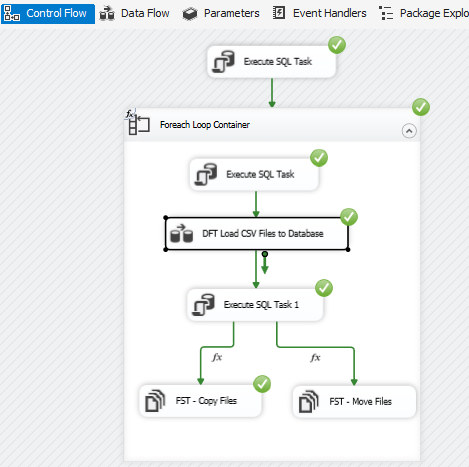 Control Flow Data Flow Parameters Event Handlers Package Explo
Execute SQL Task
fx
Foreach Loop Container
Execute SQL Task
DFT Load CSV Files to Database
Execute SQL Task 1
fx fx
FST - Copy Files FST - Move Files